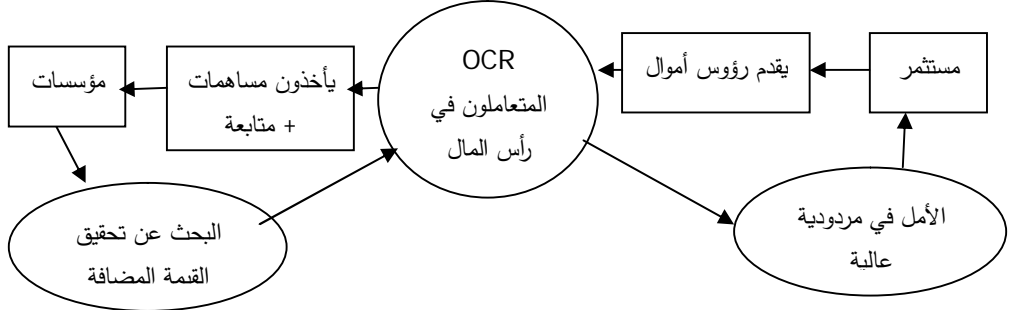 مستثمر
يقدم رؤوس أموال
OCR
المتعاملون في
رأس المال
يأخذون مساهمات
+ متابعة
مؤسسات
البحث عن تحقيق
القيمة المضافة
الأمل في مردودية
عالية